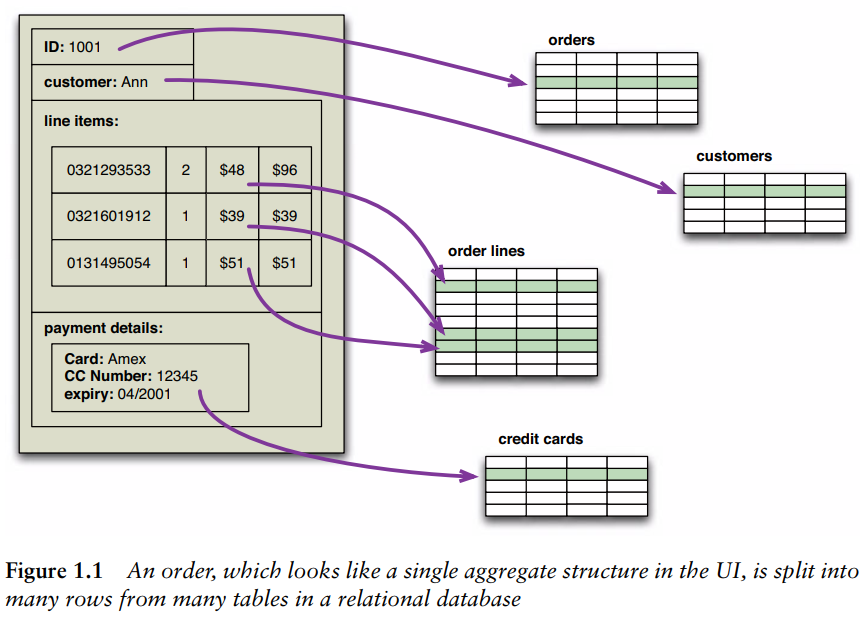 ID: 1001
customer: Ann
line items:
0321293533 2 $48 $96
0321601912 1 $39 $39
0131495054 1 $51 $51
payment details:
Card: Amex
CC Number: 12345
expiry: 04/2001
orders
customers
order lines
credit cards
Figure 1.1 An order, which looks like a single aggregate structure in the UI, is split into
many rows from many tables in a relational database